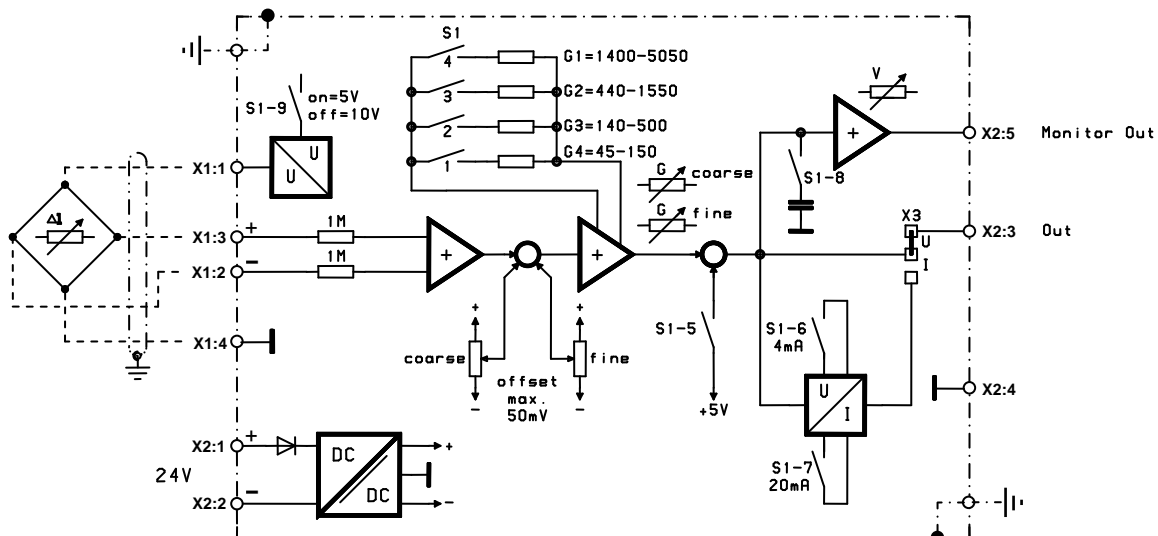 S1
4
G1=1400-5050
3
G2=440-1550
2
G3=140-500
1
G4=45-150
S1-9
on=5V
off=10V
U
U
V
+
X2:5
Monitor Out
S1-8
X1:1
G
coarse
G
fine
ΔI
X1:3
+
1M
X1:2
−
1M
+
+
X3
U
I
X2:3
Out
X1:4
+
coarse
−
offset
max.
50mV
+
fine
−
S1-5
+5V
S1-6
4mA
U
I
X2:4
S1-7
20mA
X2:1
+
24V
X2:2
−
DC
DC
+
−